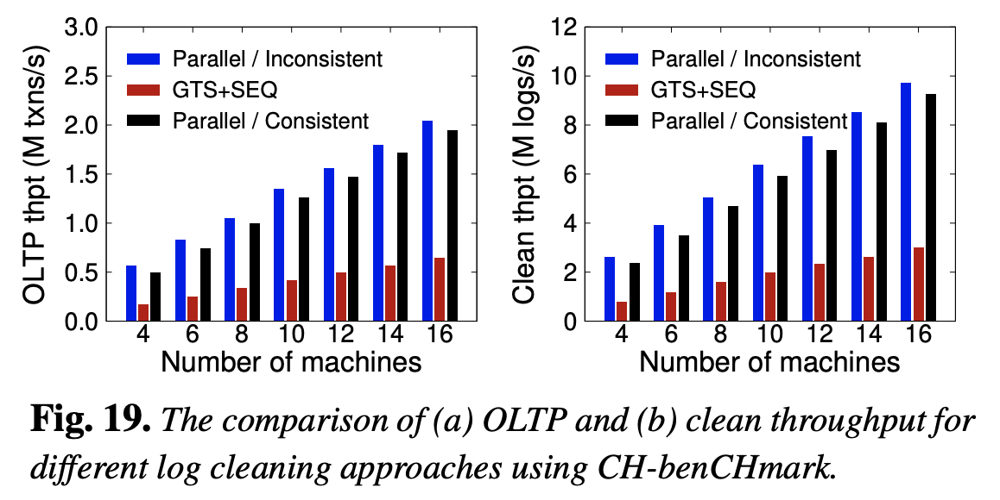 OLTP thpt (M txns/s)
3.0
2.5
2.0
1.5
1.0
0.5
0.0
Parallel / Inconsistent
GTS+SEQ
Parallel / Consistent
4 6 8 10 12 14 16
Number of machines
Clean thpt (M logs/s)
12
10
8
6
4
2
0
Parallel / Inconsistent
GTS+SEQ
Parallel / Consistent
4 6 8 10 12 14 16
Number of machines
Fig. 19. The comparison of (a) OLTP and (b) clean throughput for
different log cleaning approaches using CH-benCHmark.